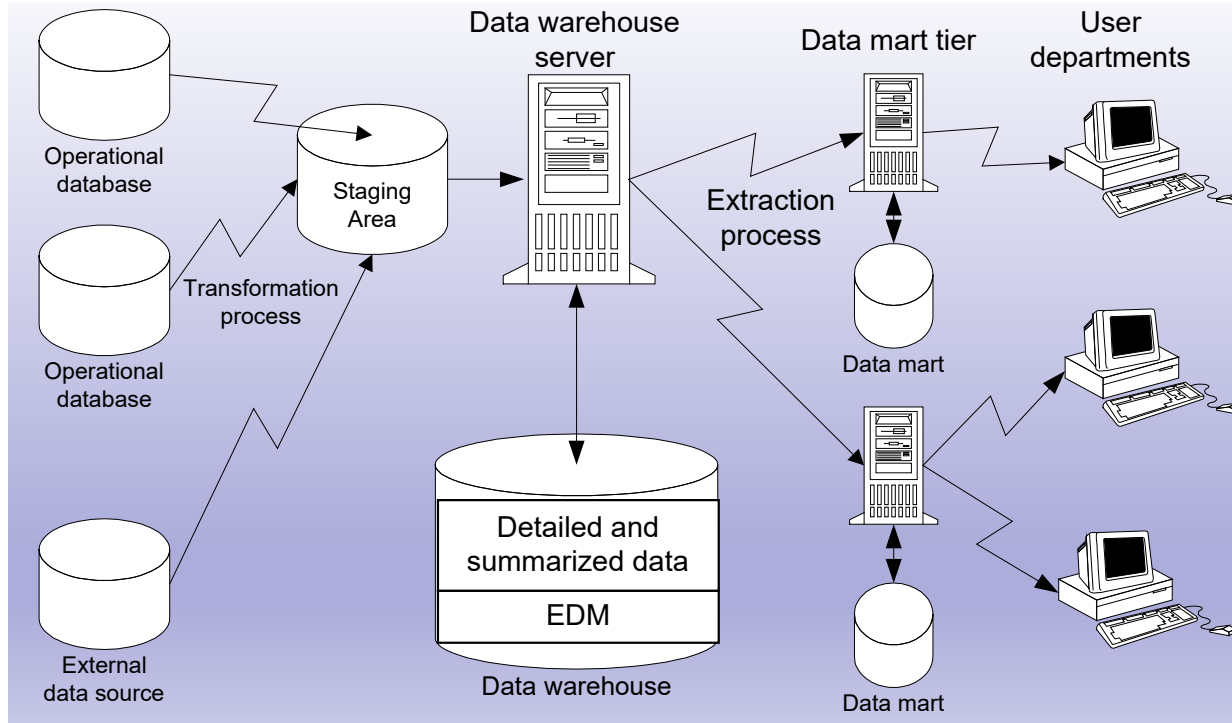 Data warehouse
server
Data mart tier
User
departments
Operational
database
Staging
Area
Extraction
process
Operational
database
Transformation
process
Data mart
Detailed and
summarized data
EDM
External
data source
Data warehouse
Data mart